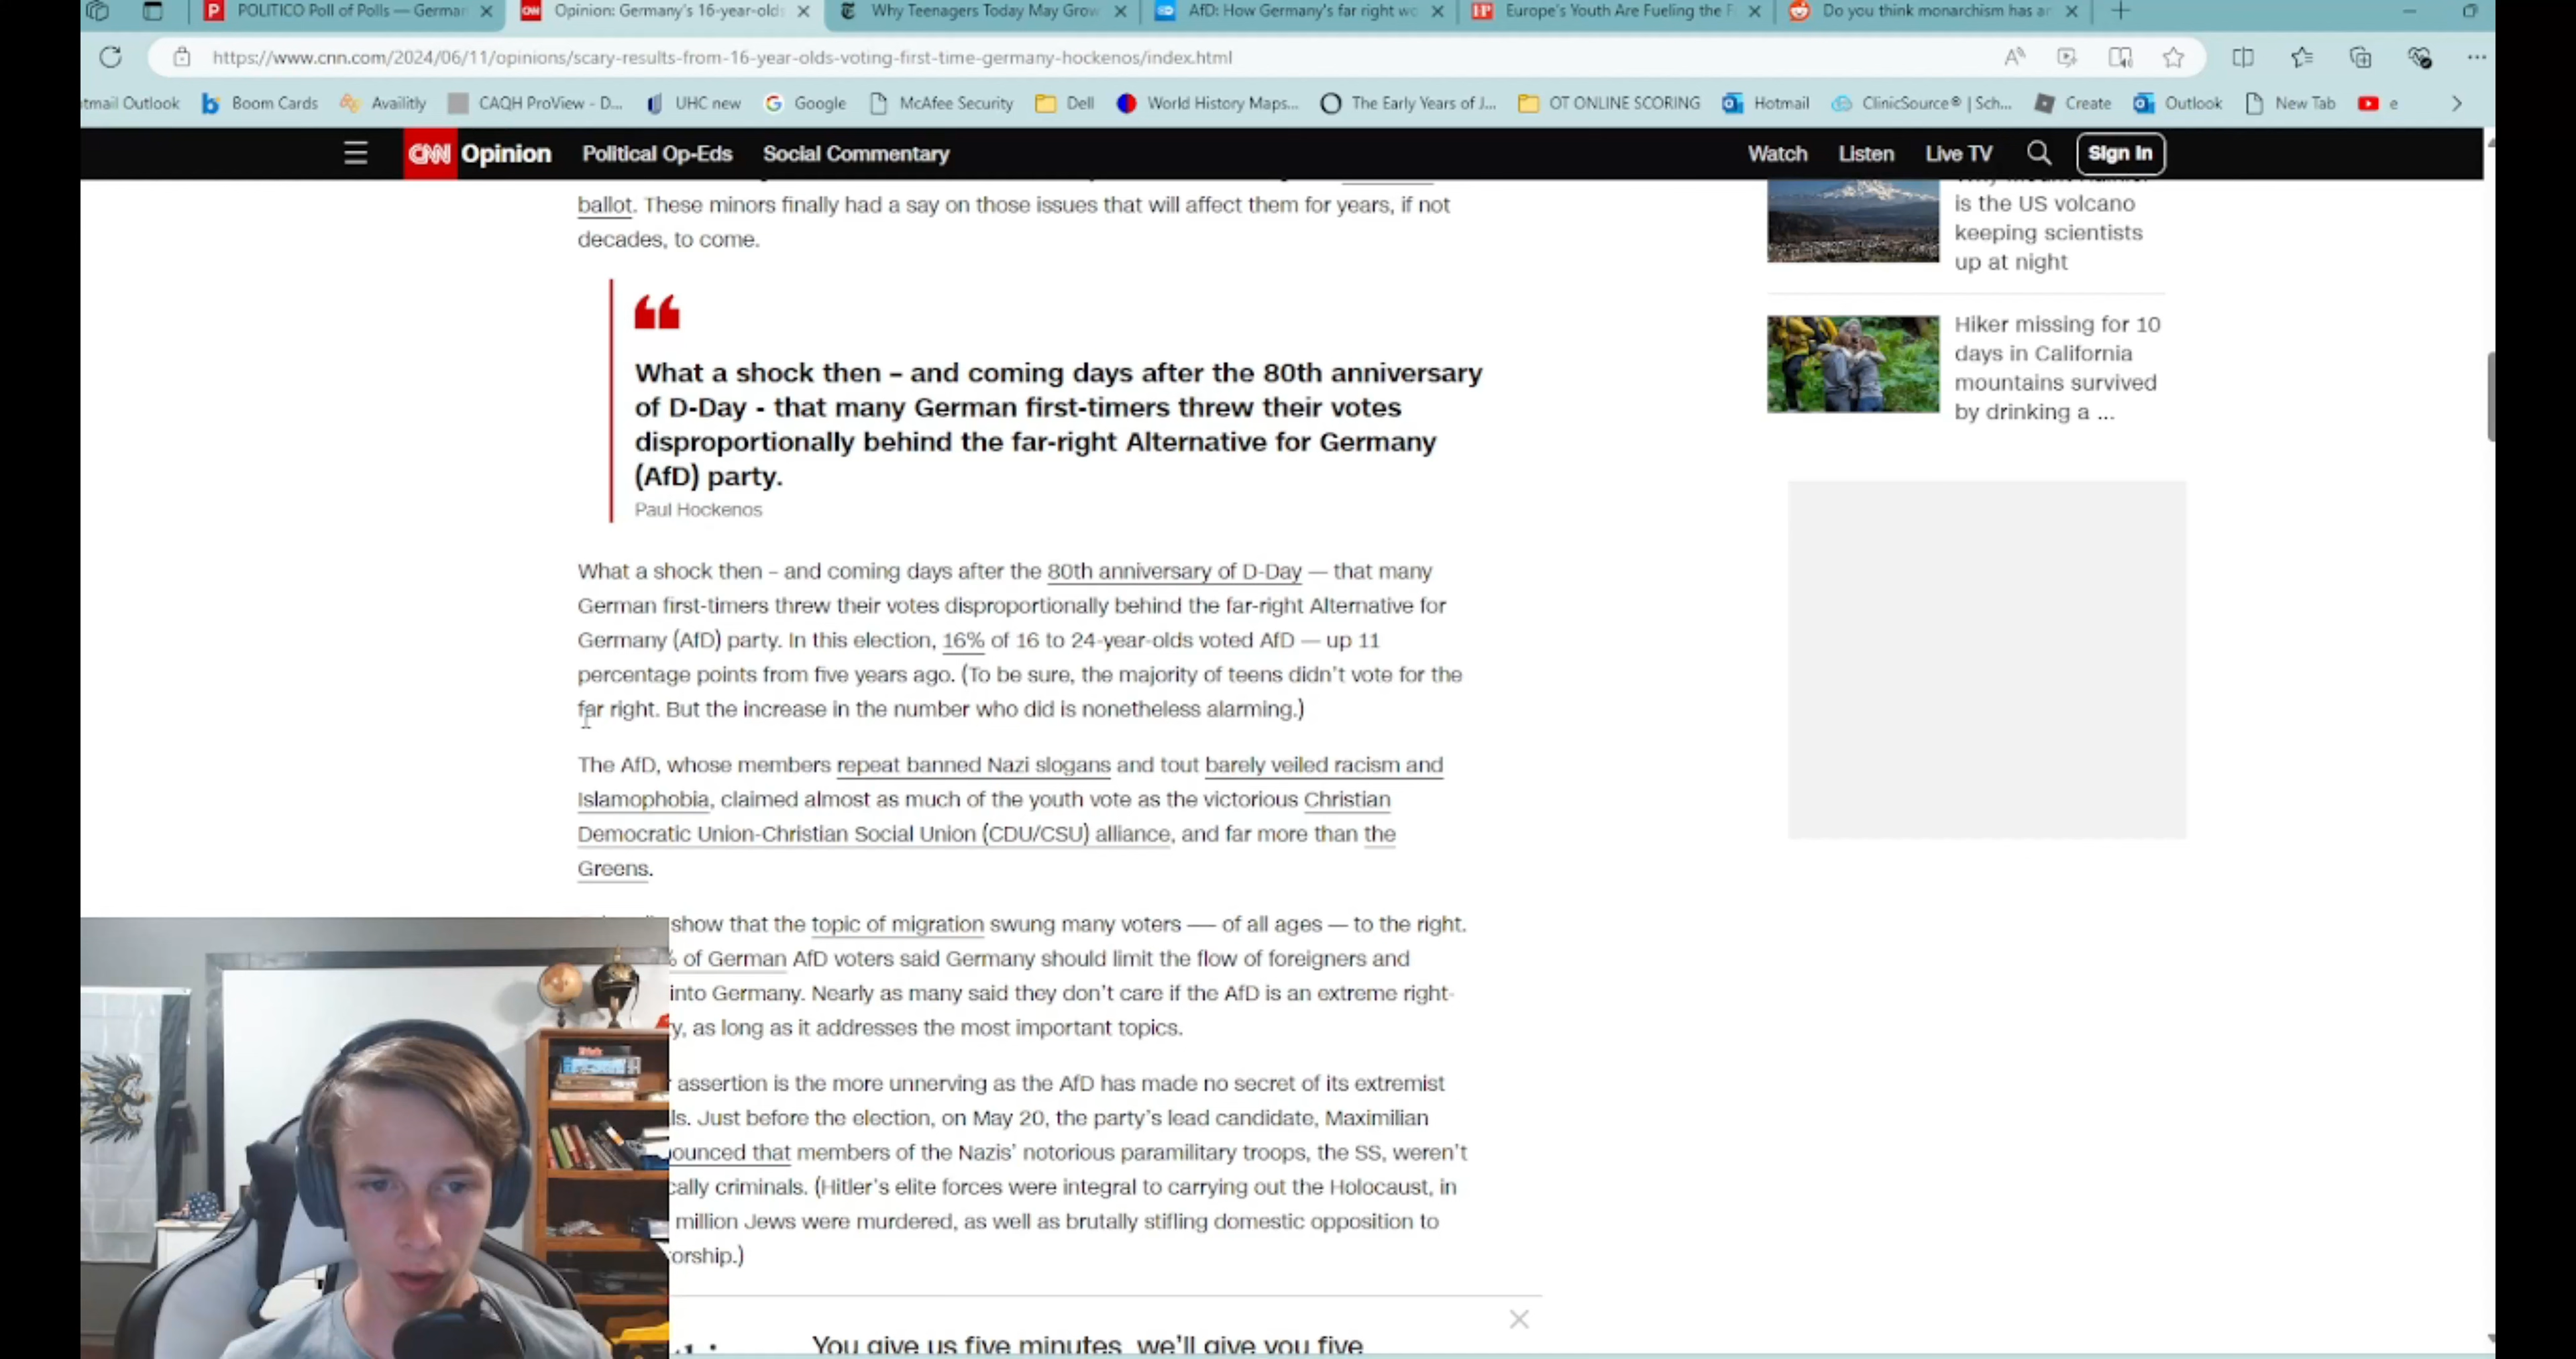 POLITICO Poll of Polls — German
Opinion: Germany's 16-year-olds
Why Teenagers Today May Grow
AfD: How Germany's far right wo
Europe's Youth Are Fueling the F
Do you think monarchism has a
https://www.cnn.com/2024/06/11/opinions/scary-results-from-16-year-olds-voting-first-time-germany-hockenos/index.html
tmail Outlook
Boom Cards
Availitly
CAQH ProView - D...
UHC new
Google
McAfee Security
Dell
World History Maps...
The Early Years of J...
OT ONLINE SCORING
Hotmail
ClinicSource® | Sch...
Create
Outlook
New Tab
e
CNN Opinion
Political Op-Eds
Social Commentary
Watch
Listen
Live TV
Sign In
ballot. These minors finally had a say on those issues that will affect them for years, if not
decades, to come.
What a shock then – and coming days after the 80th anniversary
of D-Day - that many German first-timers threw their votes
disproportionally behind the far-right Alternative for Germany
(AfD) party.
Paul Hockenos
What a shock then – and coming days after the 80th anniversary of D-Day — that many
German first-timers threw their votes disproportionally behind the far-right Alternative for
Germany (AfD) party. In this election, 16% of 16 to 24-year-olds voted AfD — up 11
percentage points from five years ago. (To be sure, the majority of teens didn't vote for the
far right. But the increase in the number who did is nonetheless alarming.)
The AfD, whose members repeat banned Nazi slogans and tout barely veiled racism and
Islamophobia, claimed almost as much of the youth vote as the victorious Christian
Democratic Union-Christian Social Union (CDU/CSU) alliance, and far more than the
Greens.
show that the topic of migration swung many voters –– of all ages — to the right.
% of German AfD voters said Germany should limit the flow of foreigners and
into Germany. Nearly as many said they don't care if the AfD is an extreme right-
y, as long as it addresses the most important topics.
assertion is the more unnerving as the AfD has made no secret of its extremist
ls. Just before the election, on May 20, the party's lead candidate, Maximilian
ounced that members of the Nazis' notorious paramilitary troops, the SS, weren't
cally criminals. (Hitler's elite forces were integral to carrying out the Holocaust, in
million Jews were murdered, as well as brutally stifling domestic opposition to
orship.)
You give us five minutes, we'll give you five
is the US volcano
keeping scientists
up at night
Hiker missing for 10
days in California
mountains survived
by drinking a ...